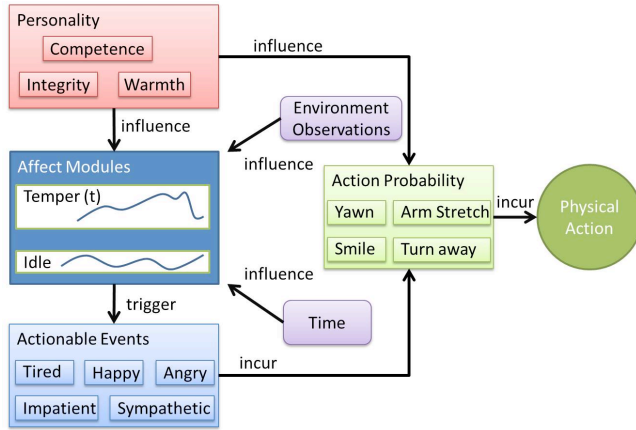 Personality
Competence
Integrity
Warmth
influence
influence
Environment
Observations
influence
Affect Modules
Temper (t)
Idle
Action Probability
Yawn
Arm Stretch
Smile
Turn away
incur
Physical
Action
influence
Time
trigger
Actionable Events
Tired
Happy
Angry
Impatient
Sympathetic
incur